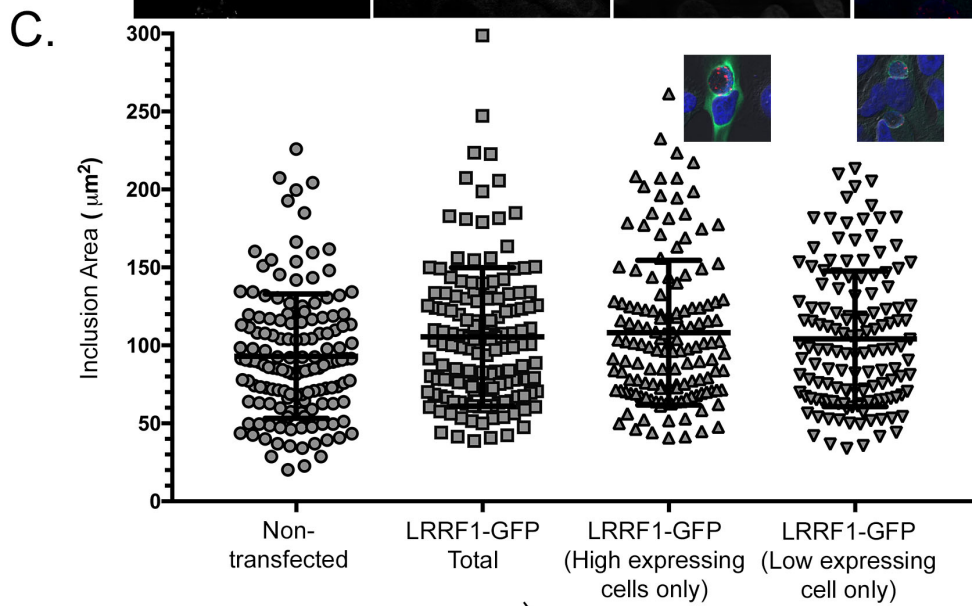 C.
300
250
200
150
100
50
0
Inclusion Area ( μm²)
Non-
transfected
LRRF1-GFP
Total
LRRF1-GFP
(High expressing
cells only)
LRRF1-GFP
(Low expressing
cell only)